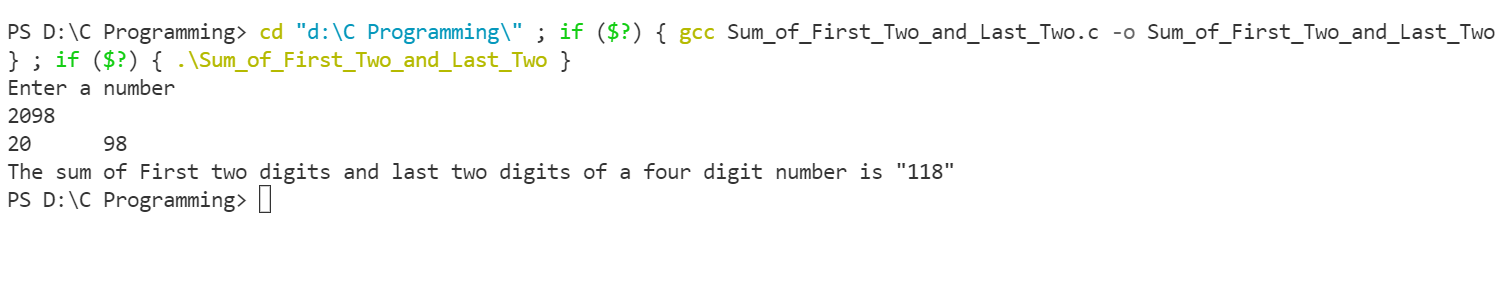 PS D:\C Programming> cd "d:\C Programming\" ; if ($?) { gcc Sum_of_First_Two_and_Last_Two.c -o Sum_of_First_Two_and_Last_Two
} ; if ($?) { .\Sum_of_First_Two_and_Last_Two }
Enter a number
2098
20      98
The sum of First two digits and last two digits of a four digit number is "118"
PS D:\C Programming>